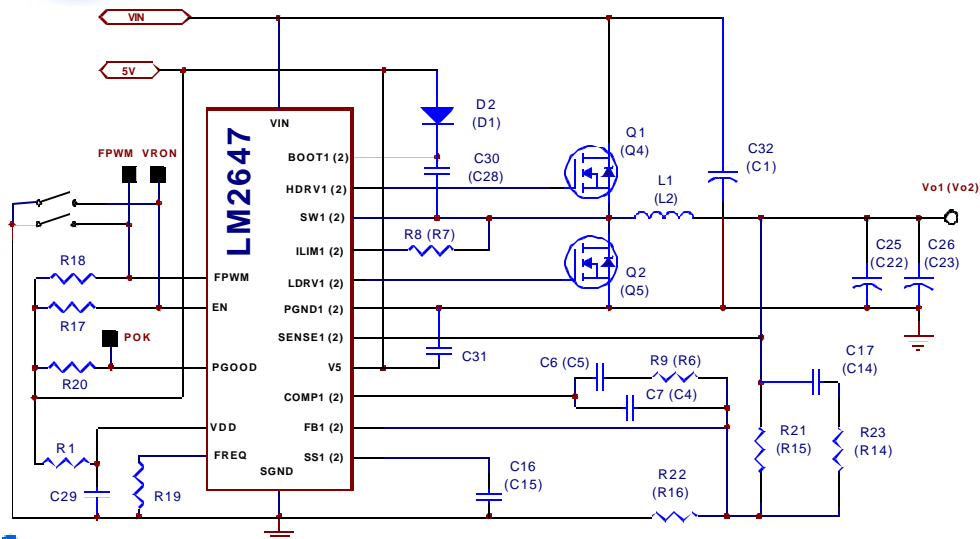 VIN
5V
FPWM VRON
LM2647
VIN
BOOT1 (2)
HDRV1 (2)
SW1 (2)
ILIM1 (2)
LDRV1 (2)
PGND1 (2)
SENSE1 (2)
V5
COMP1 (2)
FB1 (2)
SS1 (2)
FPWM
EN
PGOOD
VDD
FREQ
SGND
D2
(D1)
C30
(C28)
Q1
(Q4)
C32
(C1)
L1
(L2)
Vo1 (Vo2)
R8 (R7)
Q2
(Q5)
C25
(C22)
C26
(C23)
R18
R17
POK
R20
C31
C6 (C5)
R9 (R6)
C7 (C4)
C17
(C14)
R21
(R15)
R23
(R14)
R1
C29
R19
C16
(C15)
R22
(R16)